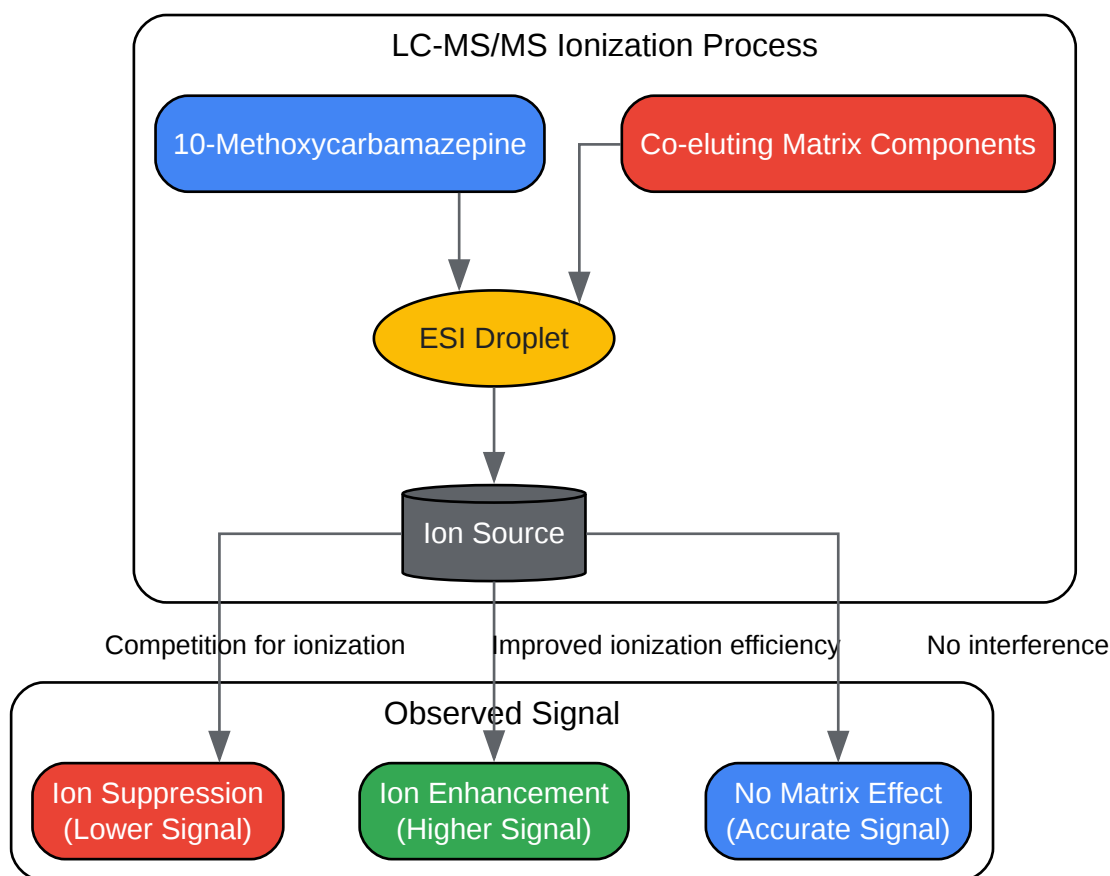 LC-MS/MS Ionization Process
10-Methoxycarbamazepine
Co-eluting Matrix Components
ESI Droplet
Ion Source
Competition for ionization
Improved ionization efficiency
No interference
Observed Signal
Ion Suppression
(Lower Signal)
Ion Enhancement
(Higher Signal)
No Matrix Effect
(Accurate Signal)